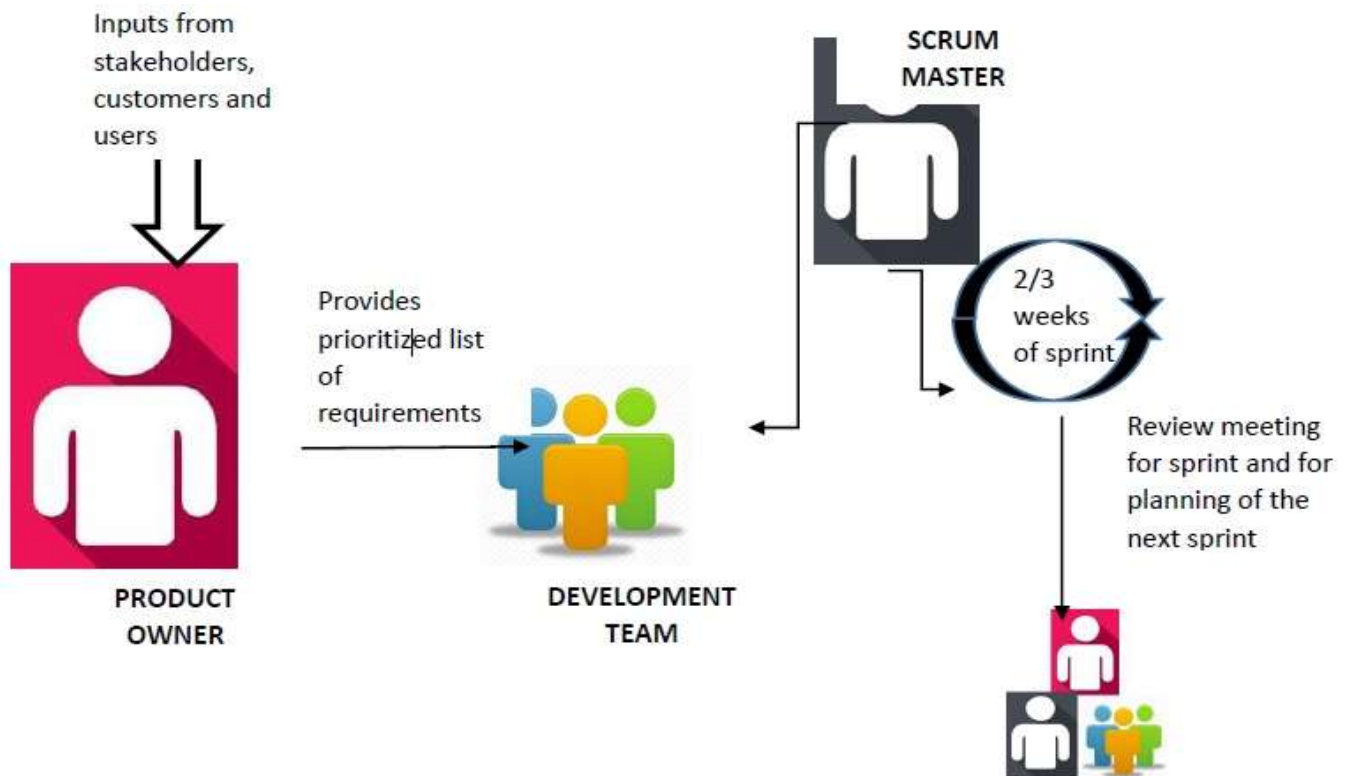 Inputs from
stakeholders,
customers and
users
SCRUM
MASTER
2/3
weeks
of sprint
Provides
prioritized list
of
requirements
Review meeting
for sprint and for
planning of the
next sprint
PRODUCT
OWNER
DEVELOPMENT
TEAM